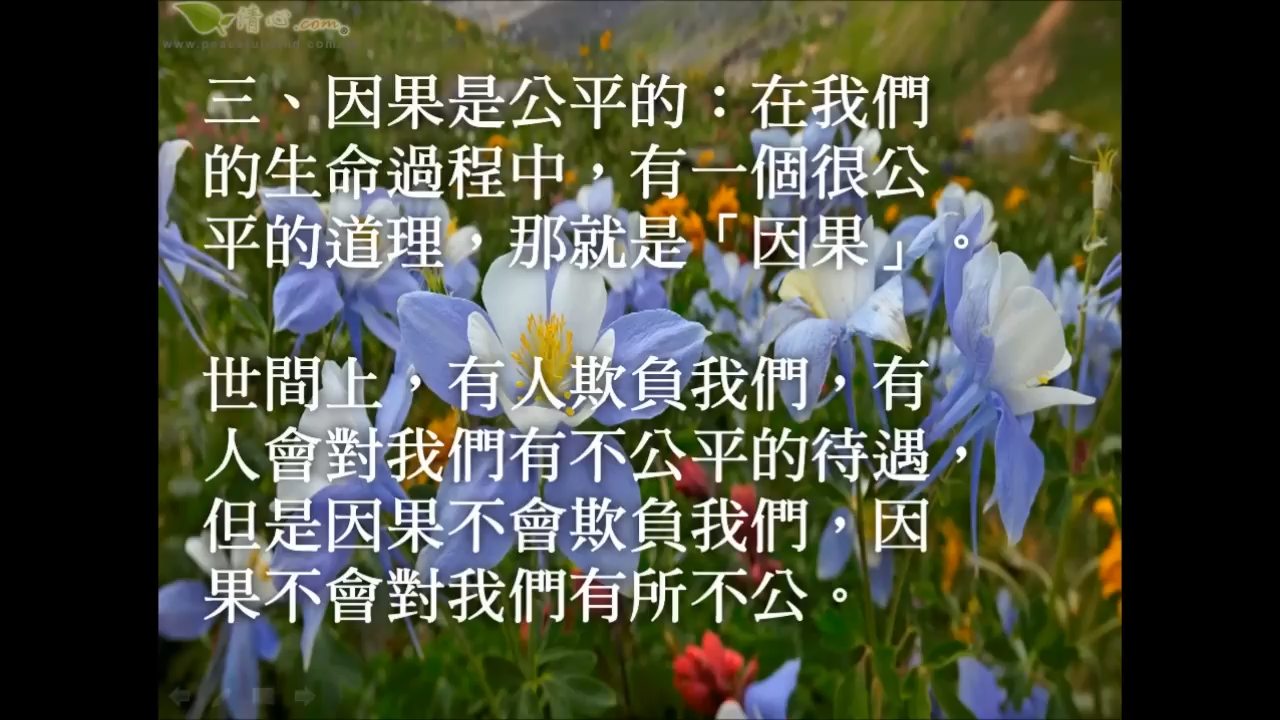 情心.com
三、因果是公平的：在我們
的生命過程中，有一個很公
平的道理，那就是「因果」。
世間上，有人欺負我們，有
人會對我們有不公平的待遇，
但是因果不會欺負我們，因
果不會對我們有所不公。